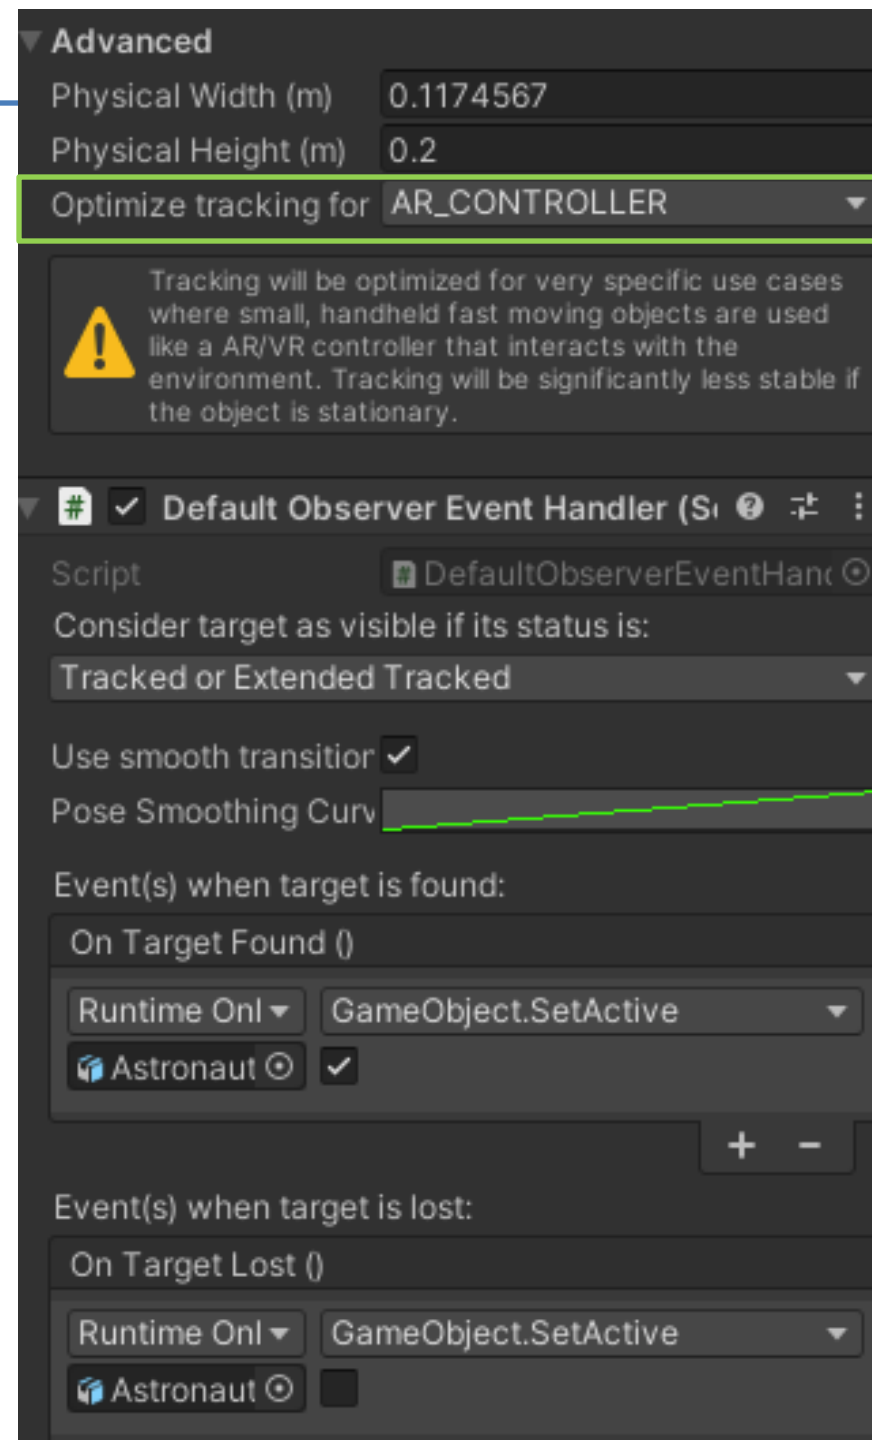 Advanced
Physical Width (m) 0.1174567
Physical Height (m) 0.2
Optimize tracking for AR_CONTROLLER
Tracking will be optimized for very specific use cases
where small, handheld fast moving objects are used
like a AR/VR controller that interacts with the
environment. Tracking will be significantly less stable if
the object is stationary.
# Default Observer Event Handler (S
Script # DefaultObserverEventHan
Consider target as visible if its status is:
Tracked or Extended Tracked
Use smooth transition
Pose Smoothing Curv
Event(s) when target is found:
On Target Found ()
Runtime Onl GameObject.SetActive
Astronaut
+ -
Event(s) when target is lost:
On Target Lost ()
Runtime Onl GameObject.SetActive
Astronaut